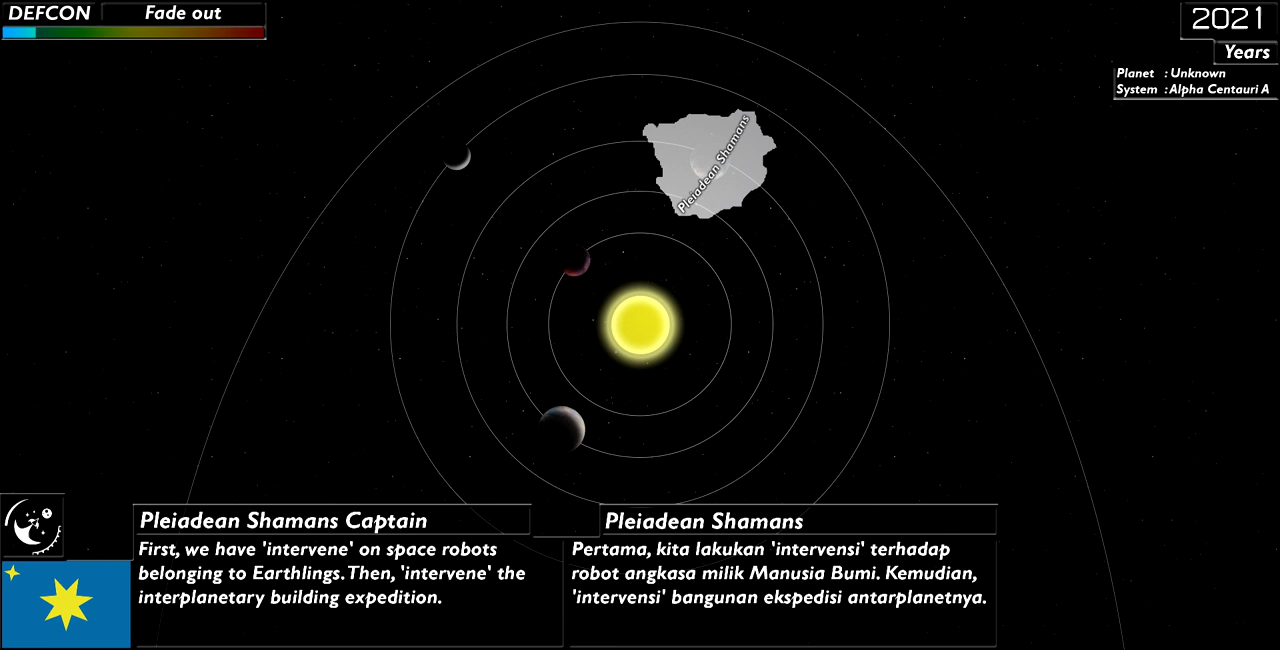 DEFCON
Fade out
2021
Years
Planet : Unknown
System : Alpha Centauri A
Pleiadean Shamans
Pleiadean Shamans Captain
First, we have 'intervene' on space robots
belonging to Earthlings. Then, 'intervene' the
interplanetary building expedition.
Pleiadean Shamans
Pertama, kita lakukan 'intervensi' terhadap
robot angkasa milik Manusia Bumi. Kemudian,
'intervensi' bangunan ekspedisi antarplanetnya.